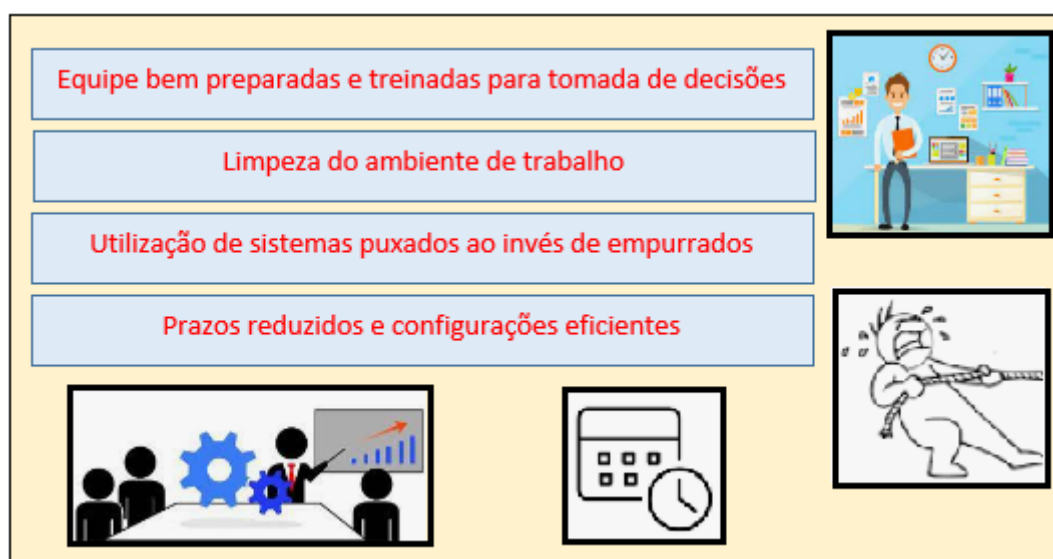 Equipe bem preparadas e treinadas para tomada de decisões
Limpeza do ambiente de trabalho
Utilização de sistemas puxados ao invés de empurrados
Prazos reduzidos e configurações eficientes